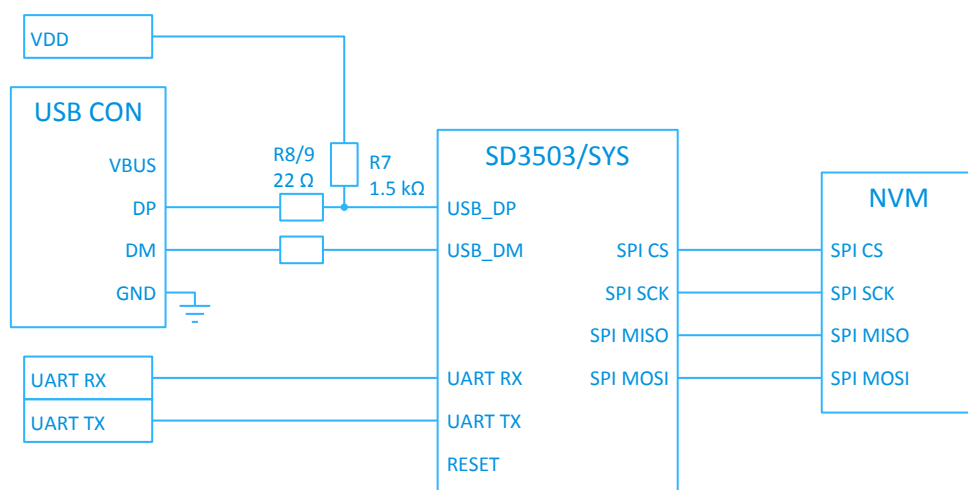 VDD
USB CON
VBUS
DP
DM
GND
R8/9
22 Ω
R7
1.5 kΩ
SD3503/SYS
USB_DP
USB_DM
SPI CS
SPI SCK
SPI MISO
SPI MOSI
UART RX
UART TX
RESET
NVM
SPI CS
SPI SCK
SPI MISO
SPI MOSI
UART RX
UART TX